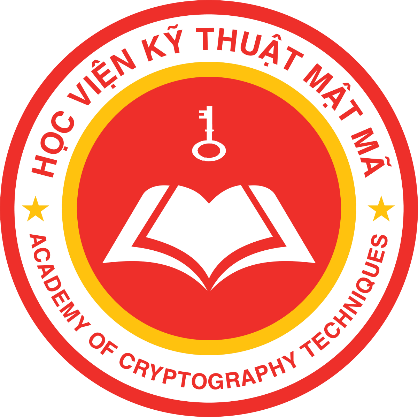 HỌC VIỆN KỸ THUẬT MẬT MÃ
ACADEMY OF CRYPTOGRAPHY TECHNIQUES